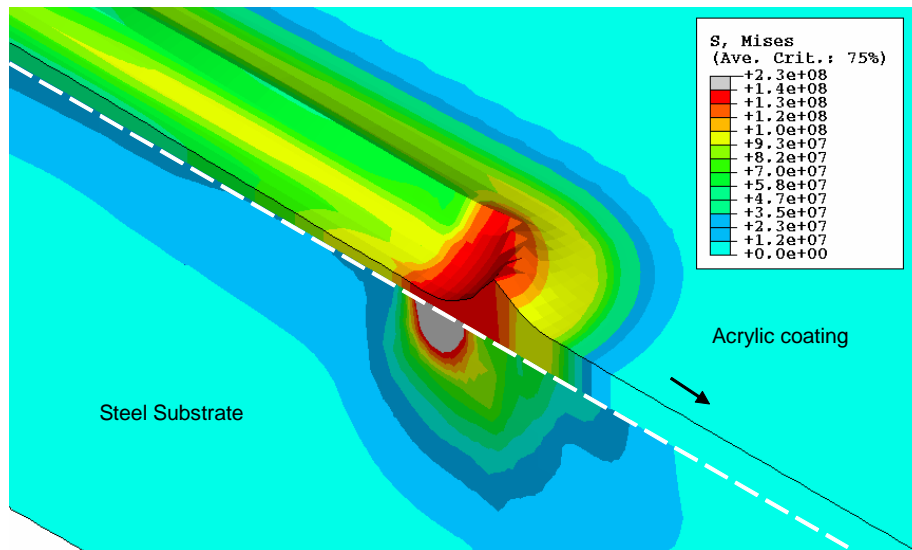 S, Mises
(Ave. Crit.: 75%)
+2.3e+08
+1.4e+08
+1.3e+08
+1.2e+08
+1.0e+08
+9.3e+07
+8.2e+07
+7.0e+07
+5.8e+07
+4.7e+07
+3.5e+07
+2.3e+07
+1.2e+07
+0.0e+00
Acrylic coating
Steel Substrate